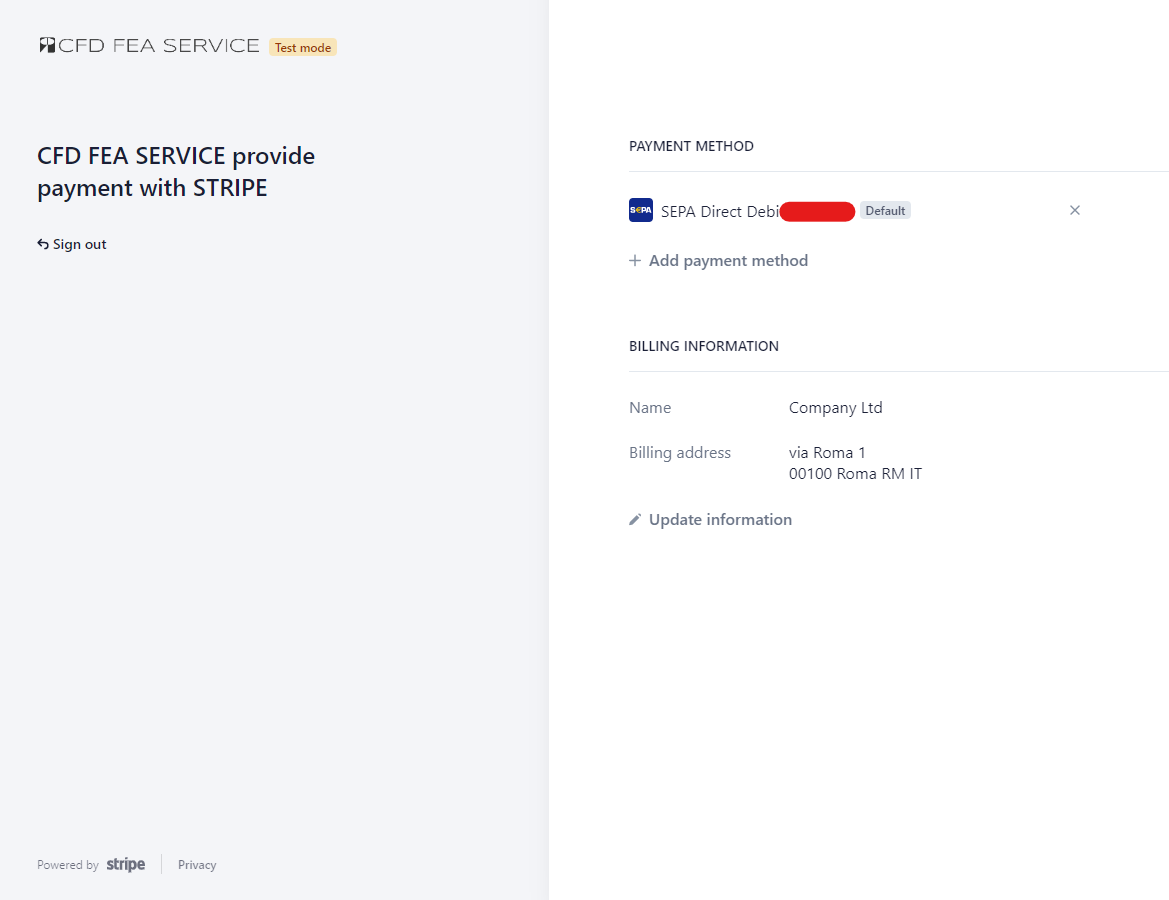 CFD FEA SERVICE Test mode
CFD FEA SERVICE provide
payment with STRIPE
Sign out
Powered by stripe Privacy
PAYMENT METHOD
SEPA SEPA Direct Debi Default
Add payment method
BILLING INFORMATION
Name Company Ltd
Billing address via Roma 1
00100 Roma RM IT
Update information